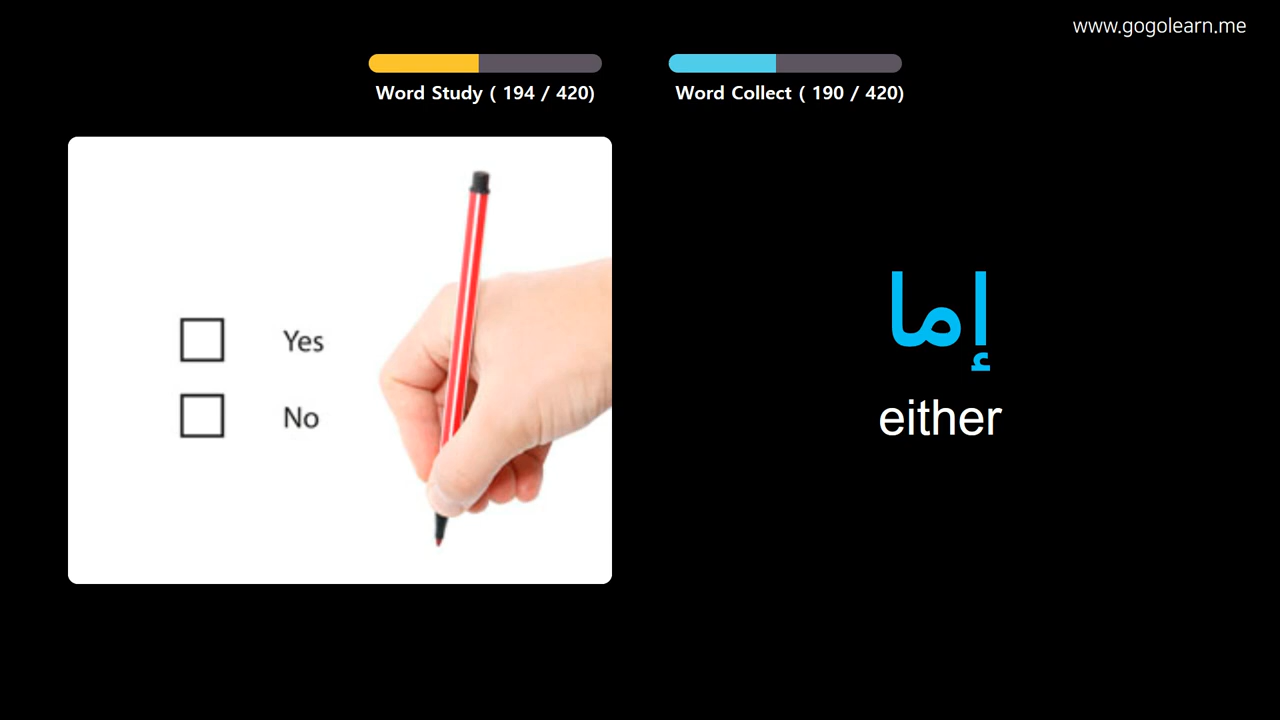 www.gogolearn.me
Word Study ( 194 / 420)
Word Collect ( 190 / 420)
Yes
No
إما
either